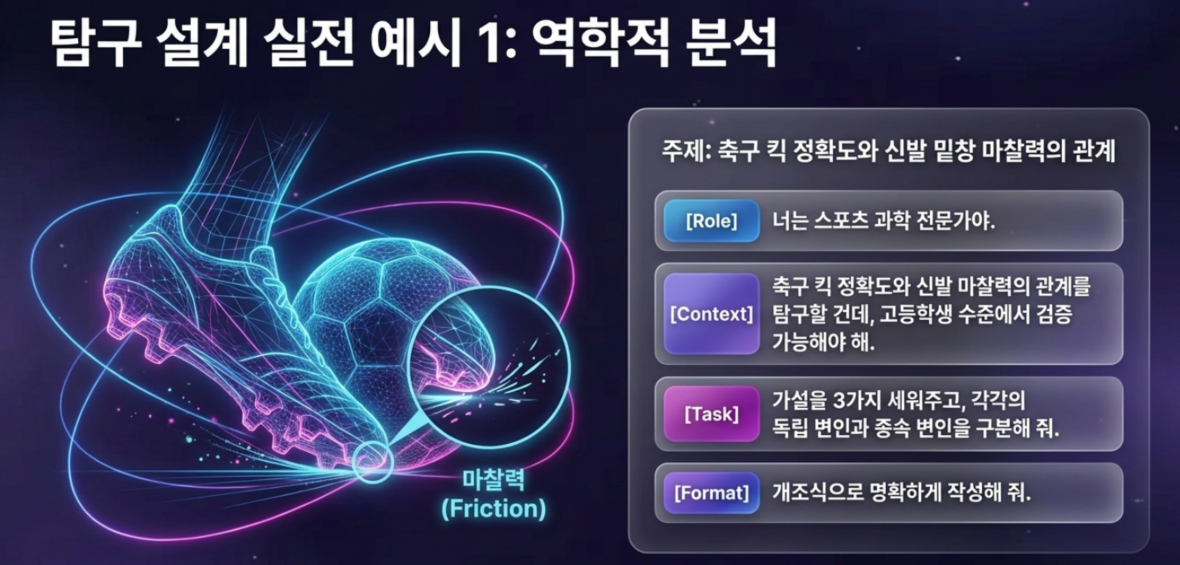 탐구 설계 실전 예시 1: 역학적 분석
마찰력
(Friction)
주제: 축구 킥 정확도와 신발 밑창 마찰력의 관계
[Role] 너는 스포츠 과학 전문가야.
[Context] 축구 킥 정확도와 신발 마찰력의 관계를
탐구할 건데, 고등학생 수준에서 검증
가능해야 해.
[Task] 가설을 3가지 세워주고, 각각의
독립 변인과 종속 변인을 구분해 줘.
[Format] 개조식으로 명확하게 작성해 줘.